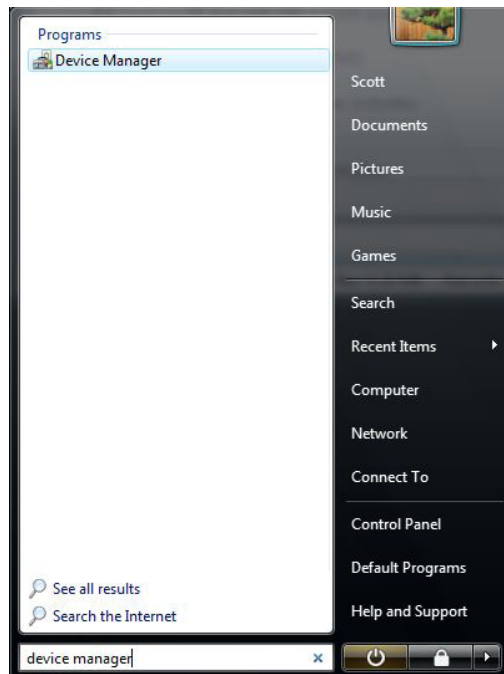 Programs
Device Manager
See all results
Search the Internet
device manager
Scott
Documents
Pictures
Music
Games
Search
Recent Items
Computer
Network
Connect To
Control Panel
Default Programs
Help and Support